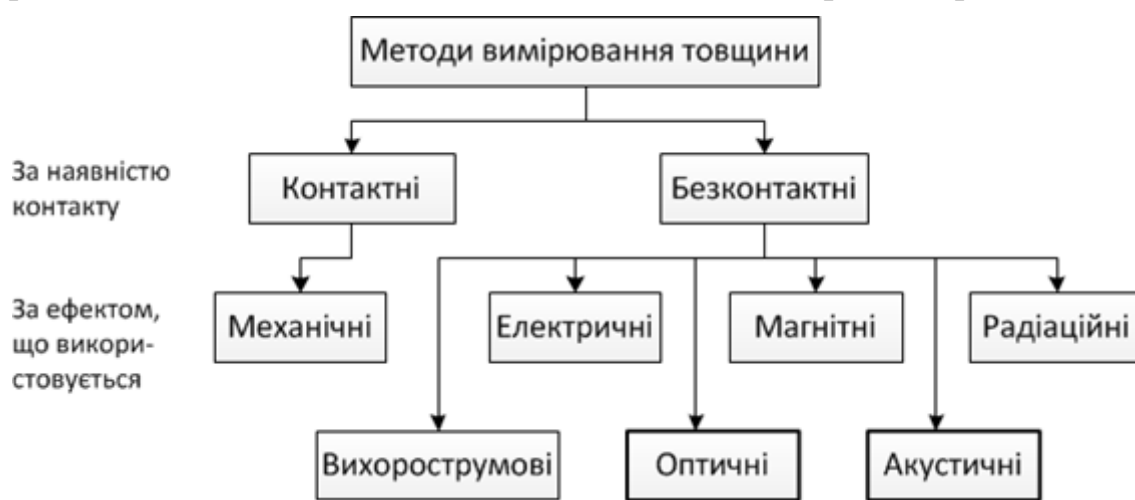 Методи вимірювання товщини
За наявністю
контакту
Контактні
Безконтактні
За ефектом,
що викори-
стовується
Механічні
Електричні
Магнітні
Радіаційні
Вихорострумові
Оптичні
Акустичні